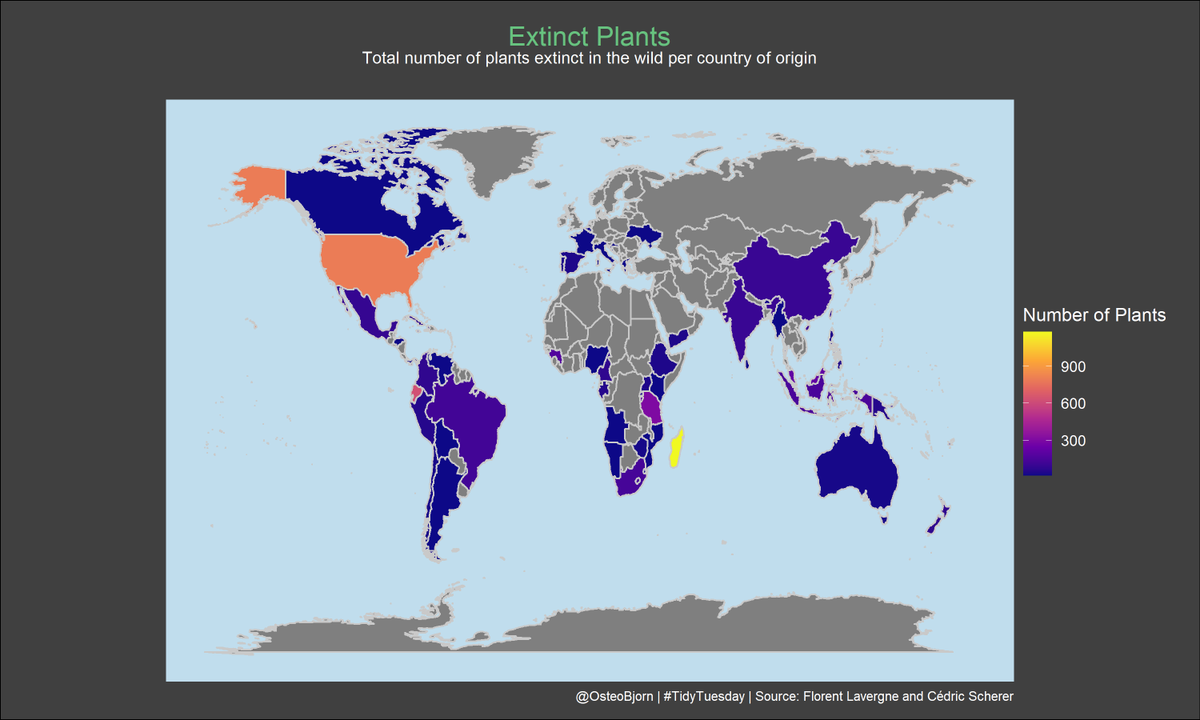 Extinct Plants
Total number of plants extinct in the wild per country of origin
Number of Plants
900
600
300
@OsteoBjorn | #TidyTuesday | Source: Florent Lavergne and Cédric Scherer